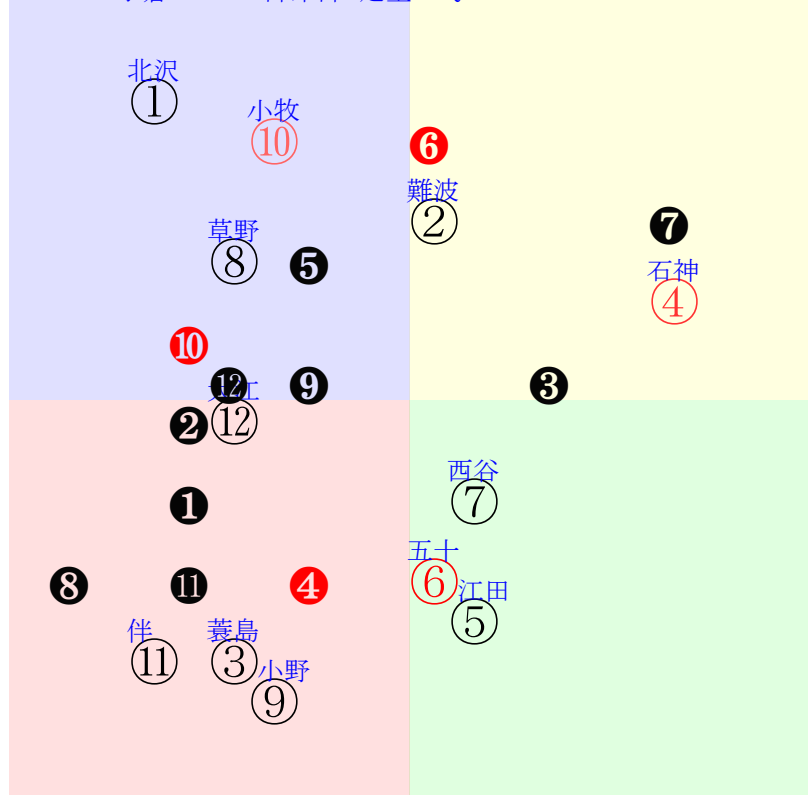 北沢
①
小牧
⑩
❻
難波
②
❼
草野
⑧
❺
石神
④
❿
⓬
❾
❸
⑫
❷
西谷
⑦
❶
五十
⑥
江田
⑤
❽
⓫
❹
伴
⑪
蓑島
③
小野
⑨